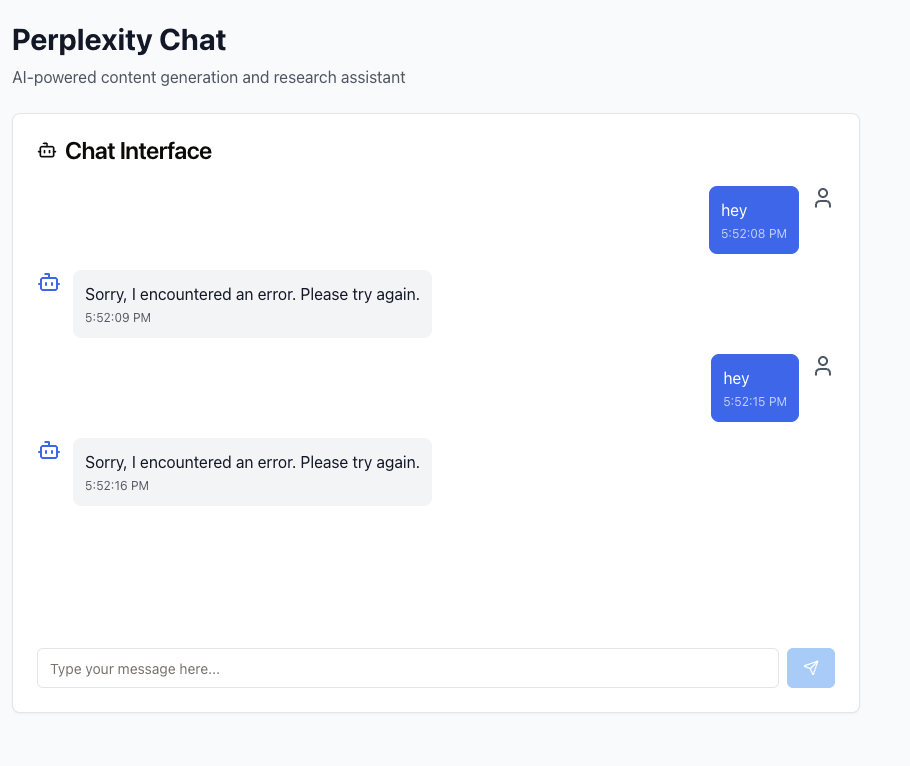 Perplexity Chat
AI-powered content generation and research assistant
Chat Interface
hey
5:52:08 PM
Sorry, I encountered an error. Please try again.
5:52:09 PM
hey
5:52:15 PM
Sorry, I encountered an error. Please try again.
5:52:16 PM
Type your message here...